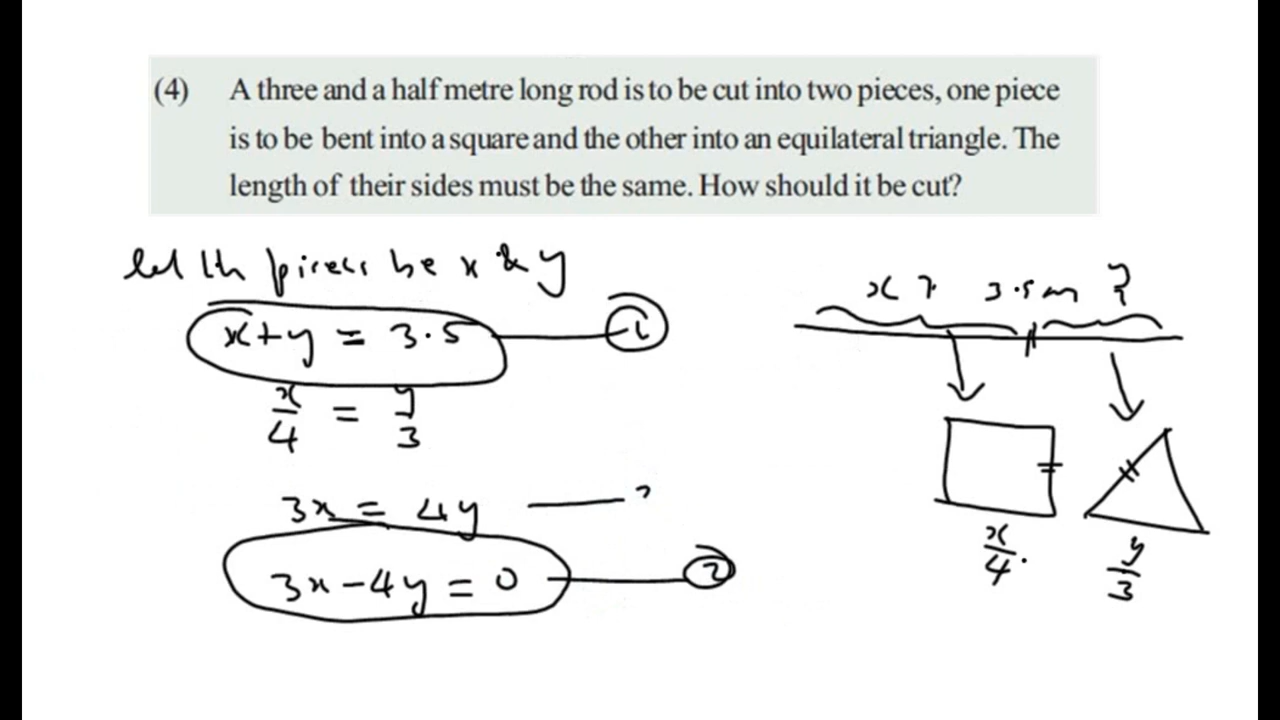 (4) A three and a half metre long rod is to be cut into two pieces, one piece
is to be bent into a square and the other into an equilateral triangle. The
length of their sides must be the same. How should it be cut?
let th pieces be x & y
x+y = 3.5 ——— ①
x/4 = y/3
3x = 4y ———
3x - 4y = 0 ——— ②
x 3.5m
x/4.
y/3